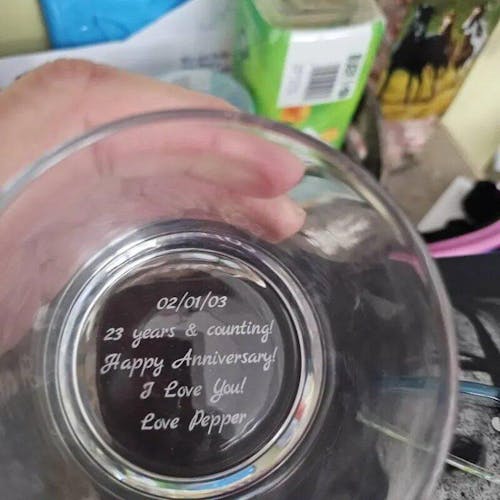 02/01/03
23 years & counting!
Happy Anniversary!
I Love You!
Love Pepper